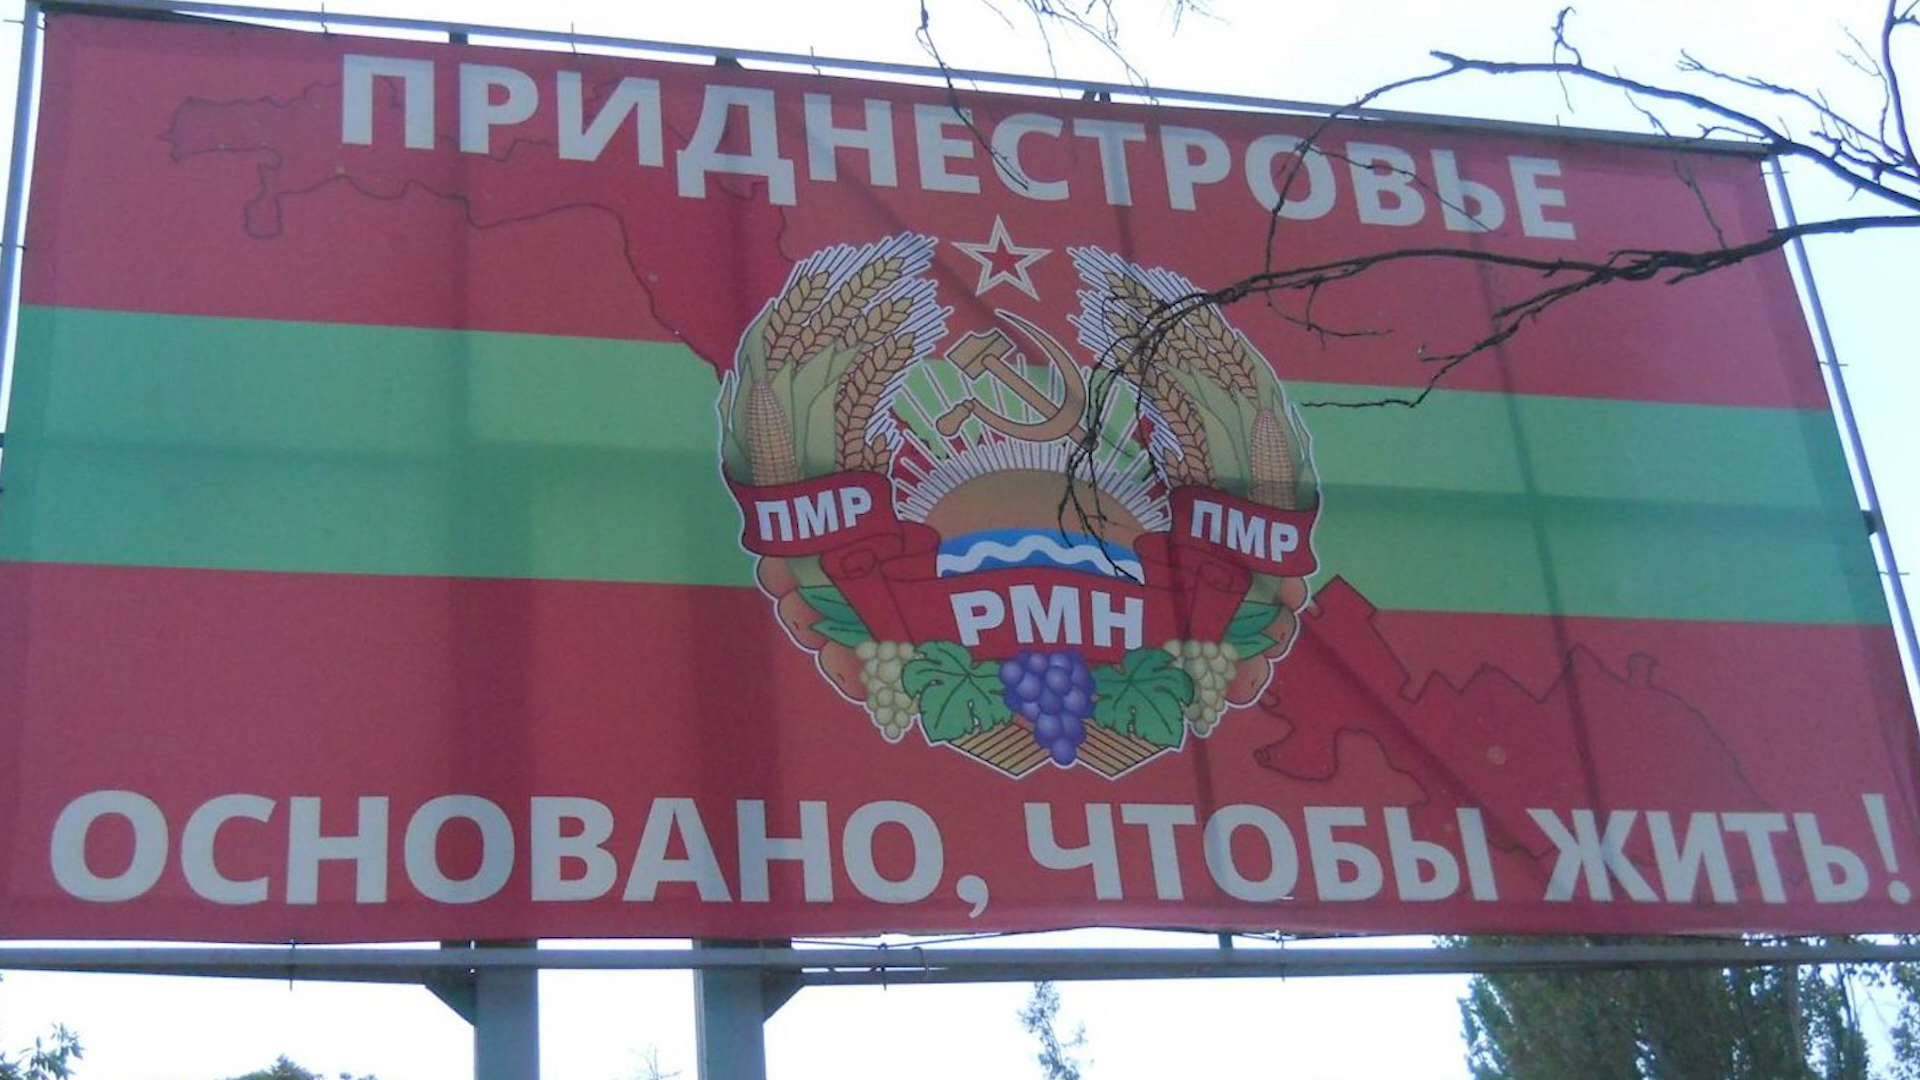 ПРИДНЕСТРОВЬЕ
ПМР
ПМР
РМН
ОСНОВАНО, ЧТОБЫ ЖИТЬ!